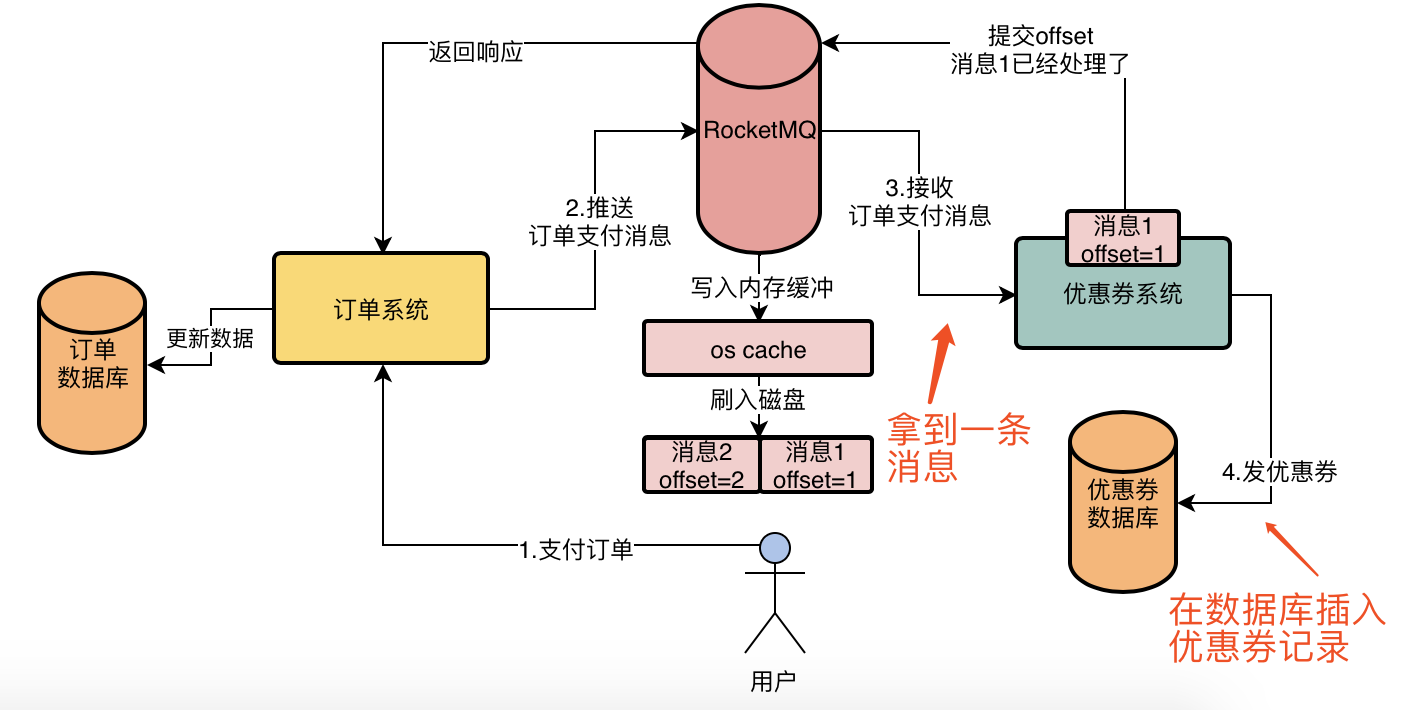 返回响应
提交offset
消息1已经处理了
RocketMQ
2.推送
订单支付消息
3.接收
订单支付消息
消息1
offset=1
优惠券系统
订单系统
更新数据
订单
数据库
写入内存缓冲
os cache
刷入磁盘
消息2
offset=2
消息1
offset=1
拿到一条
消息
4.发优惠券
优惠券
数据库
1.支付订单
在数据库插入
优惠券记录
用户